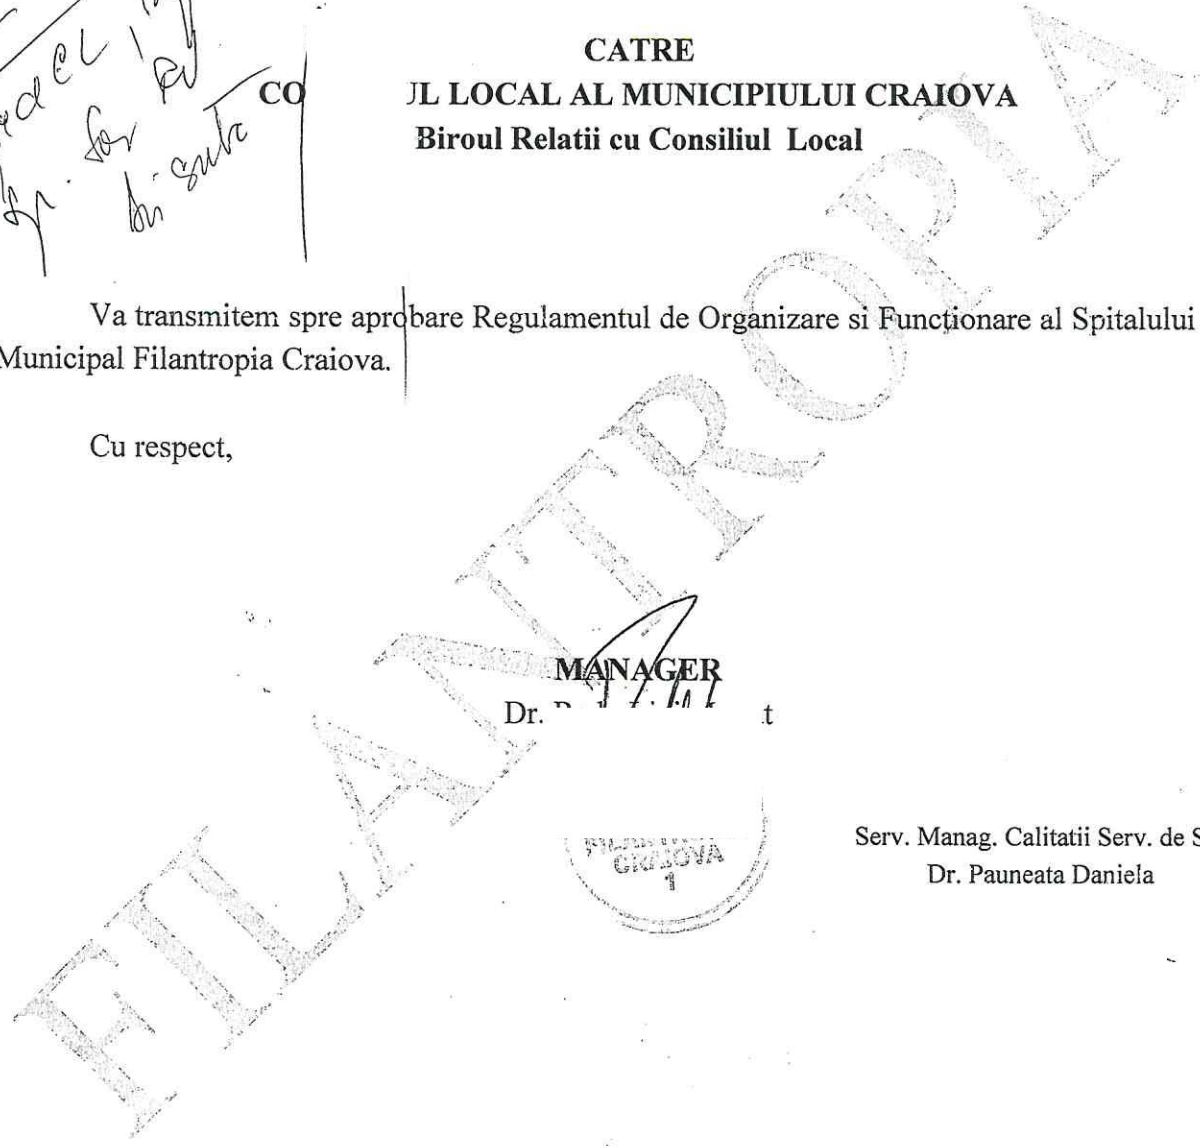 CATRE
CO UL LOCAL AL MUNICIPIULUI CRAIOVA
Biroul Relatii cu Consiliul Local
Va transmitem spre aprobare Regulamentul de Organizare si Funcționare al Spitalului
Municipal Filantropia Craiova.
Cu respect,
FILANTROPIA
MANAGER
Dr. t
CRAIOVA
1
Serv. Manag. Calitatii Serv. de S
Dr. Pauneata Daniela